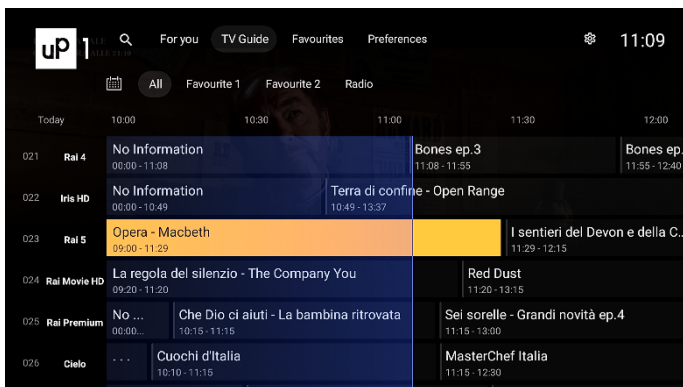 uP 1
For you TV Guide Favourites Preferences 11:09
All Favourite 1 Favourite 2 Radio
Today 10:00 10:30 11:00 11:30 12:00
021 Rai 4 No Information Bones ep.3 Bones ep.
00:00 - 11:08 11:08 - 11:55 11:55 - 12:40
022 Iris HD No Information Terra di confine - Open Range
00:00 - 10:49 10:49 - 13:37
023 Rai 5 Opera - Macbeth I sentieri del Devon e della C..
09:00 - 11:29 11:29 - 12:15
024 Rai Movie HD La regola del silenzio - The Company You Red Dust
09:20 - 11:20 11:20 - 13:15
025 Rai Premium No ... Che Dio ci aiuti - La bambina ritrovata Sei sorelle - Grandi novità ep.4
00:00... 10:15 - 11:15 11:15 - 13:00
026 Cielo ... Cuochi d'Italia MasterChef Italia
10:10 - 11:15 11:15 - 12:30